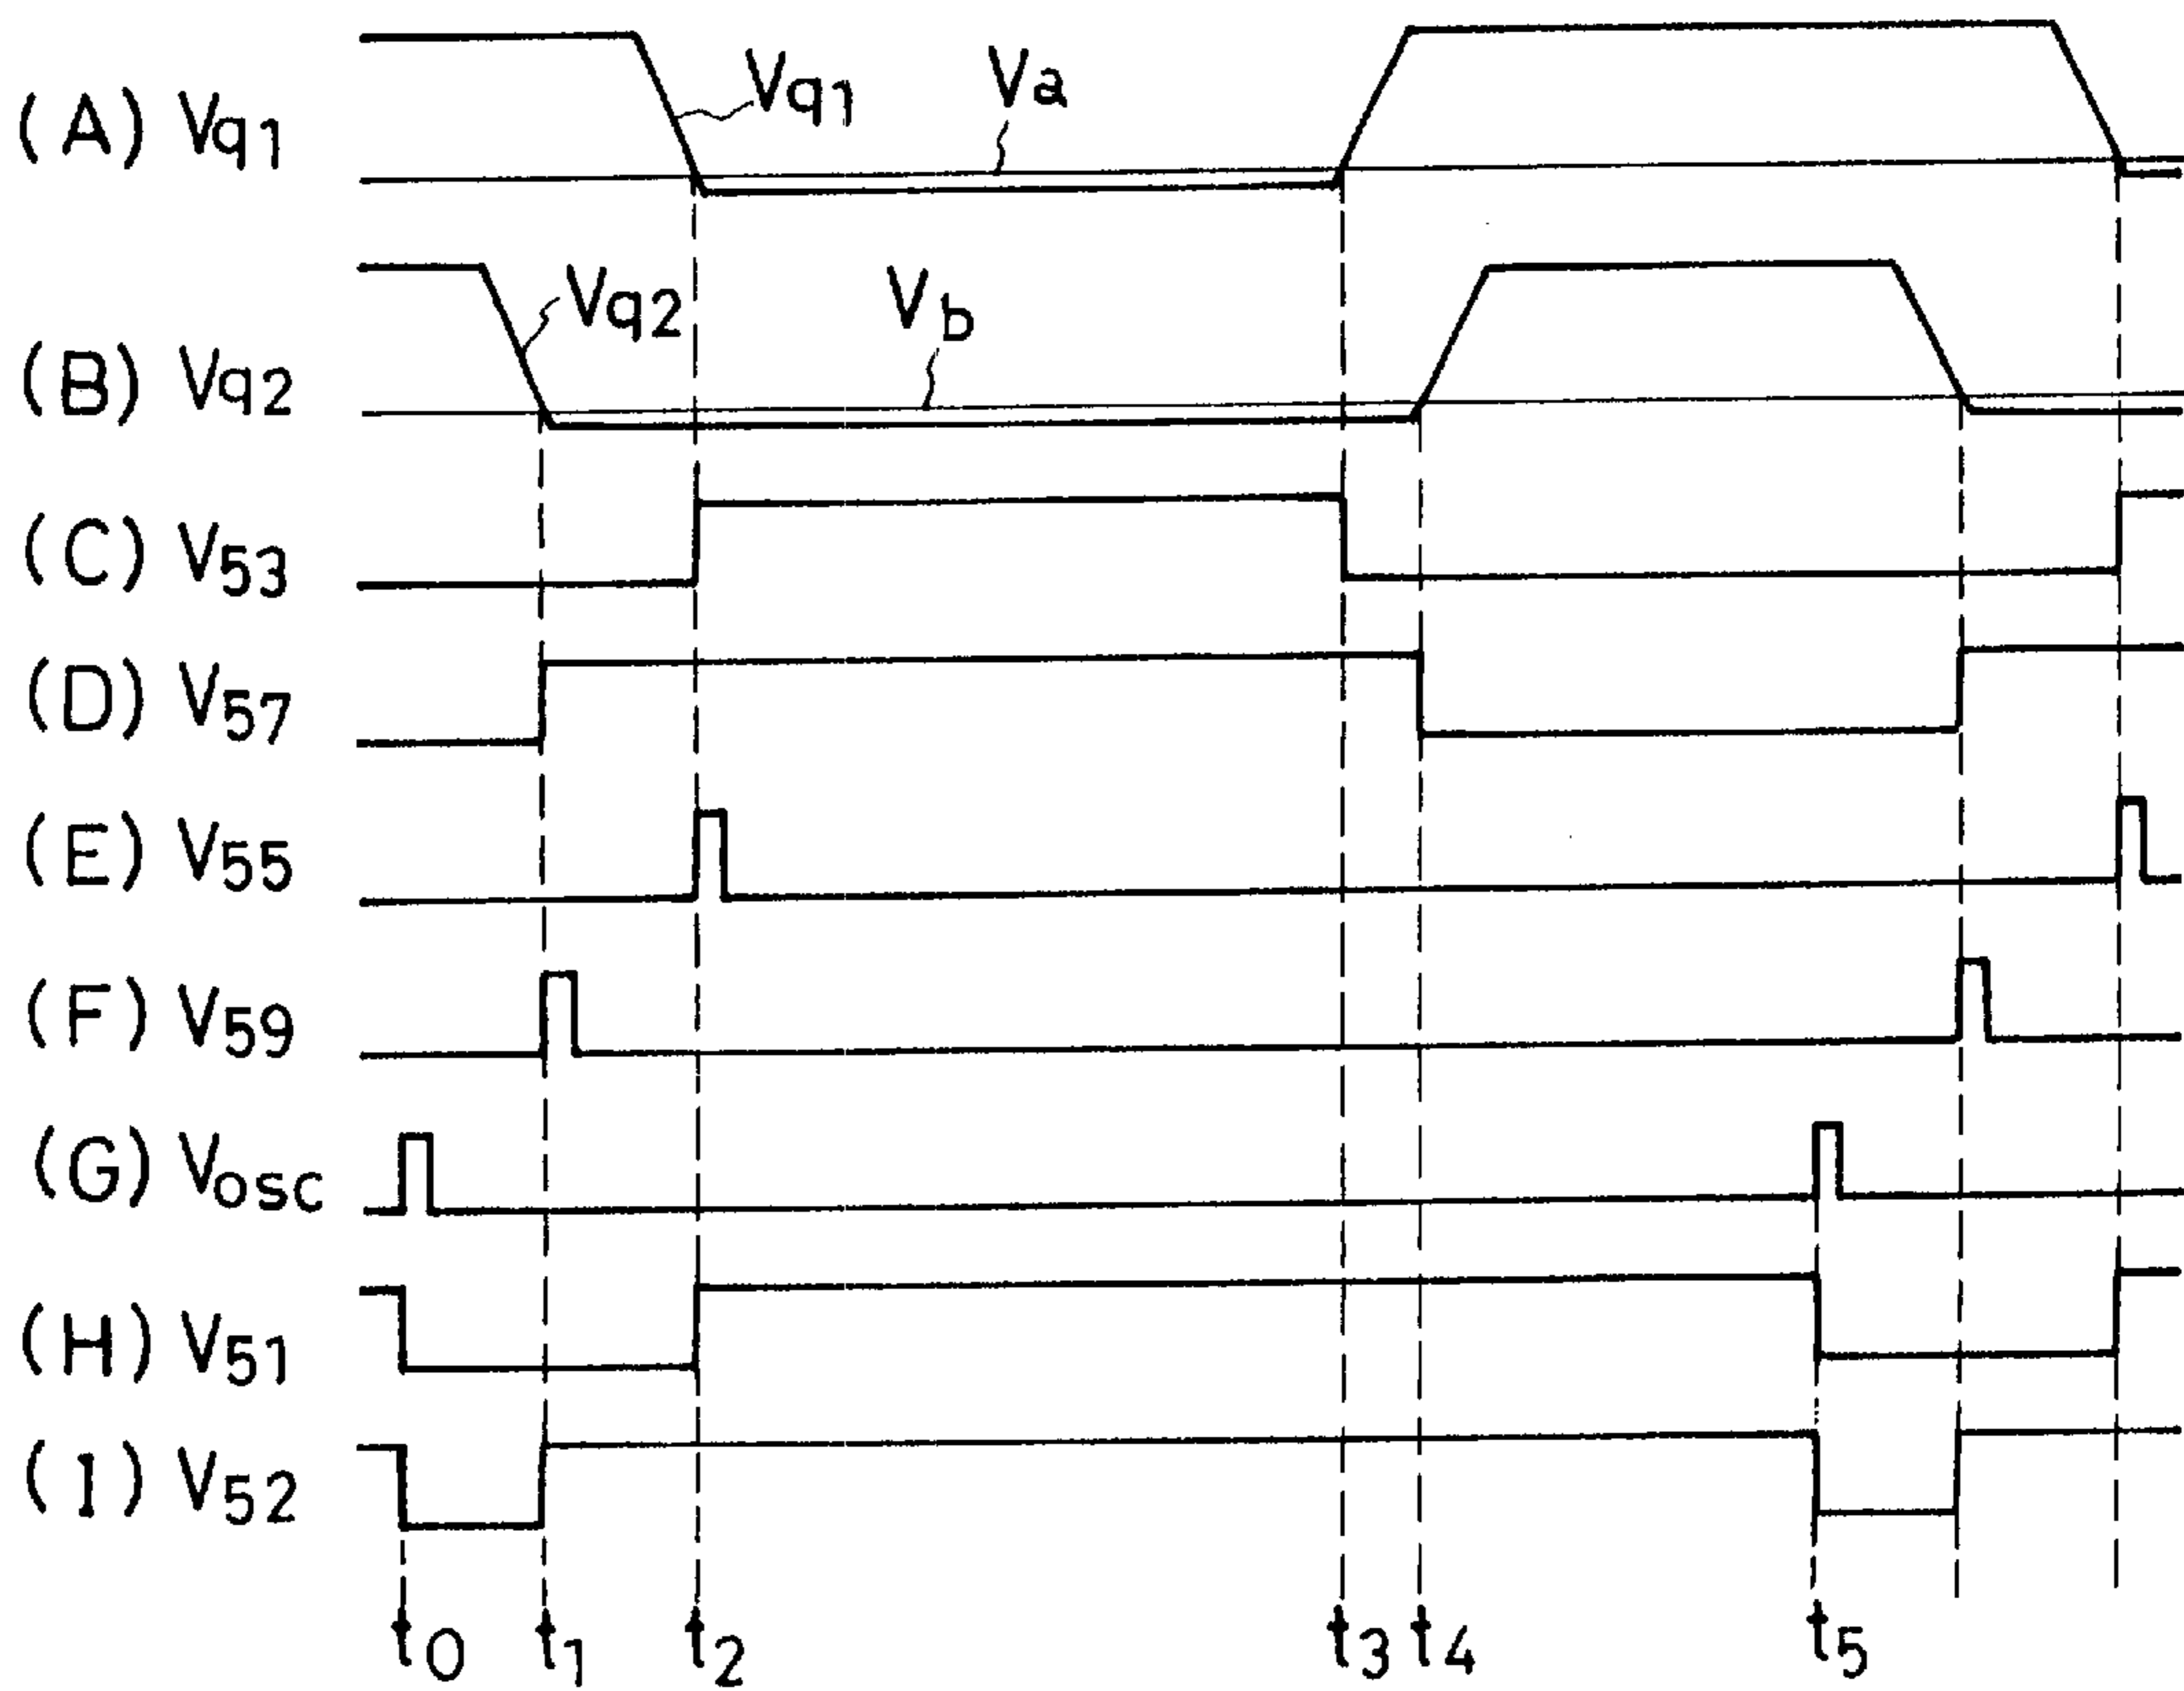 (A) Vq1
Vq1
Va
(B) Vq2
Vq2
Vb
(C) V53
(D) V57
(E) V55
(F) V59
(G) Vosc
(H) V51
(I) V52
t0 t1 t2 t3 t4 t5